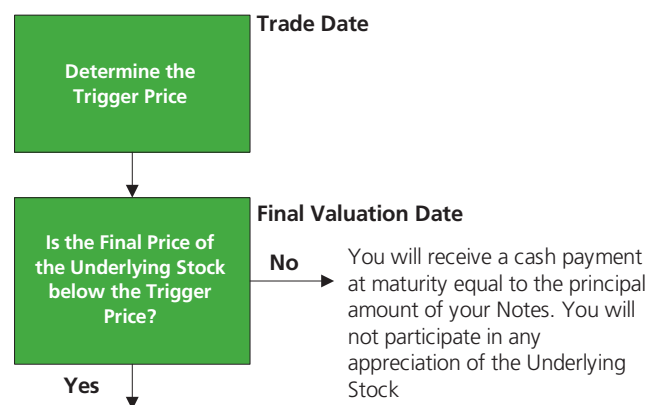 Trade Date
Determine the
Trigger Price
Final Valuation Date
Is the Final Price of
the Underlying Stock
below the Trigger
Price?
No
You will receive a cash payment
at maturity equal to the principal
amount of your Notes. You will
not participate in any
appreciation of the Underlying
Stock
Yes